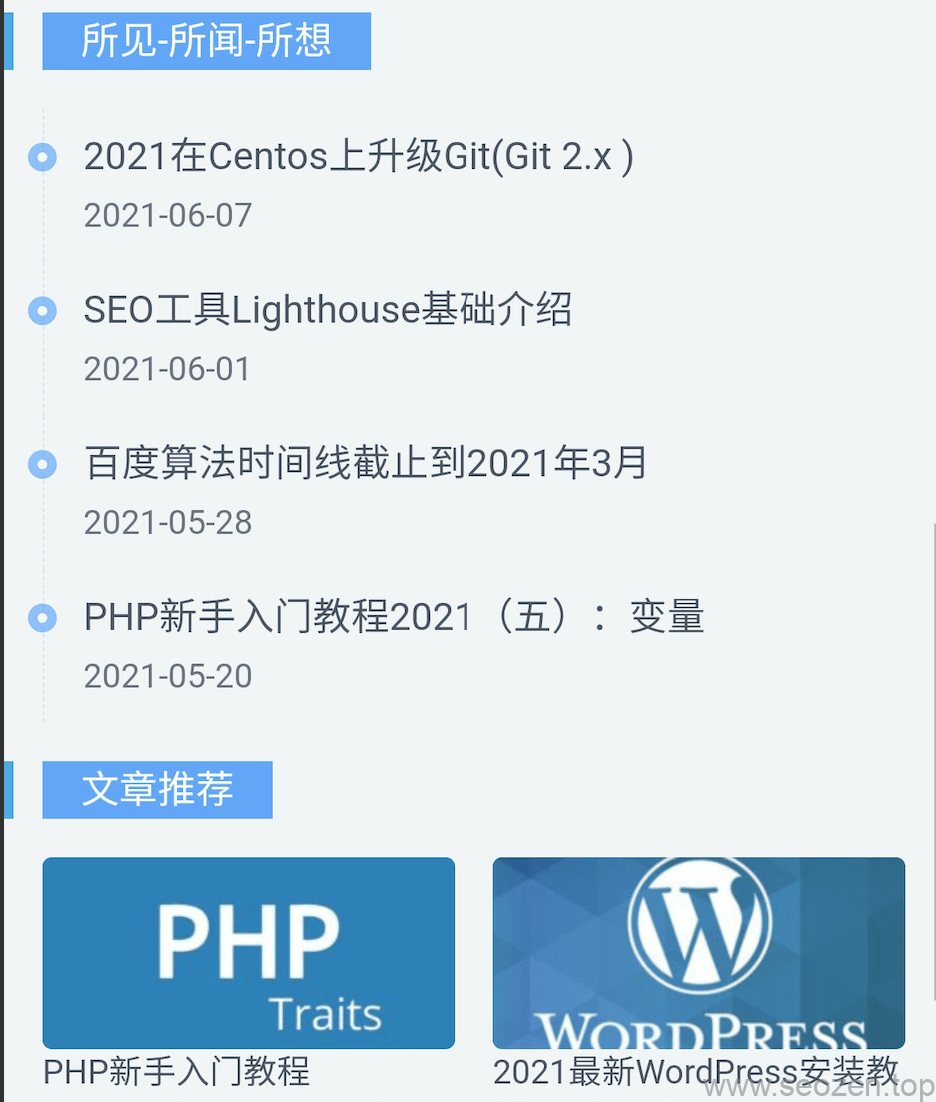 所见-所闻-所想
2021在Centos上升级Git(Git 2.x )
2021-06-07
SEO工具Lighthouse基础介绍
2021-06-01
百度算法时间线截止到2021年3月
2021-05-28
PHP新手入门教程2021（五）：变量
2021-05-20
文章推荐
PHP
Traits
W
WORDPRESS
PHP新手入门教程
2021最新WordPress安装教
www.seozen.top